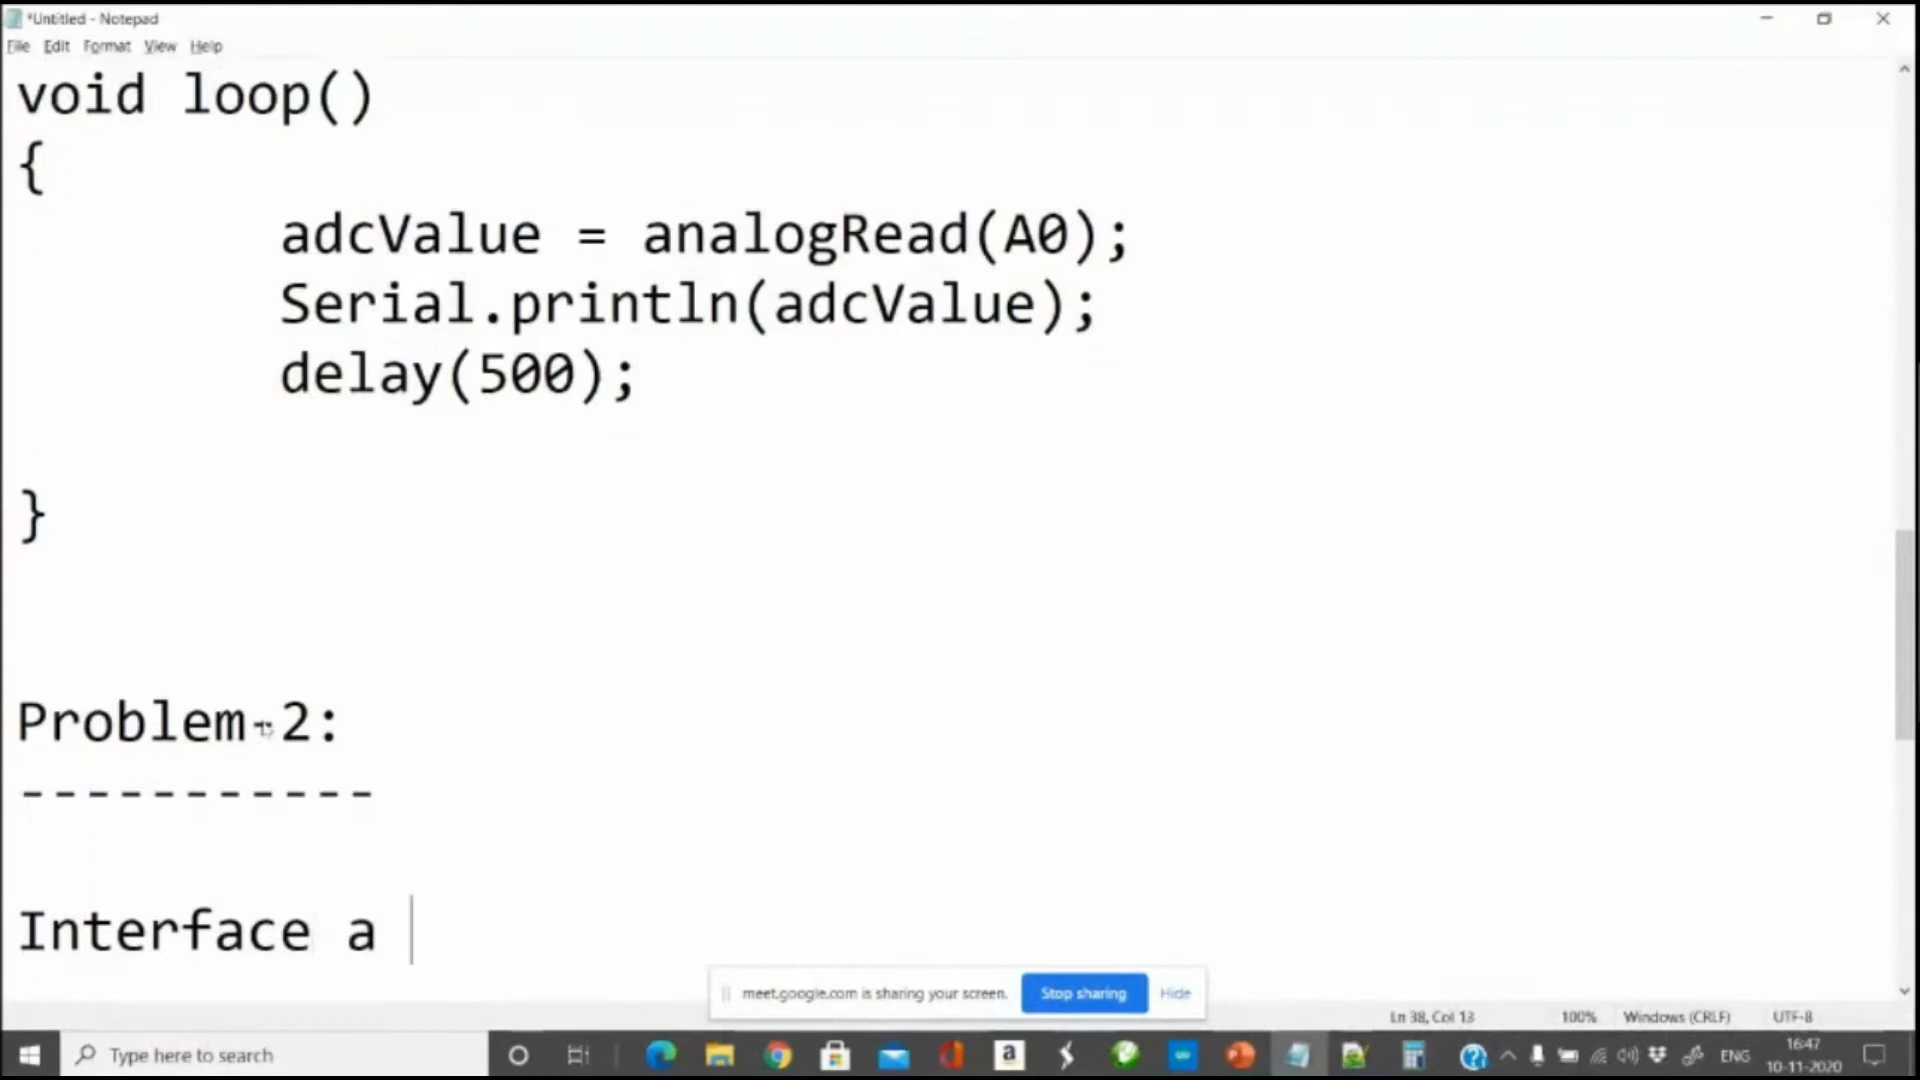 *Untitled - Notepad
File Edit Format View Help
void loop()
{
adcValue = analogRead(A0);
Serial.println(adcValue);
delay(500);
}
Problem-2:
-----------
Interface a
meet.google.com is sharing your screen. Stop sharing Hide
Ln 38, Col 13 100% Windows (CRLF) UTF-8
Type here to search
a
ENG
16:47
10-11-2020